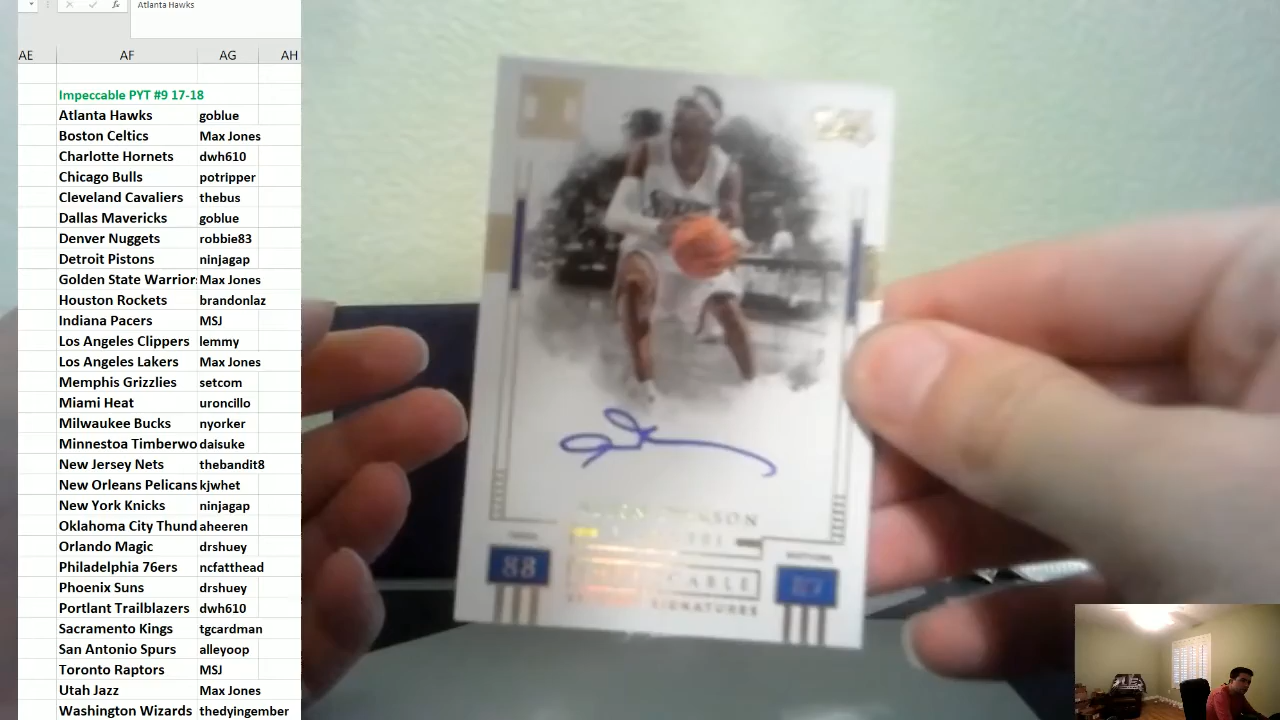 Atlanta Hawks
AE AF AG AH
Impeccable PYT #9 17-18
Atlanta Hawks goblue
Boston Celtics Max Jones
Charlotte Hornets dwh610
Chicago Bulls potripper
Cleveland Cavaliers thebus
Dallas Mavericks goblue
Denver Nuggets robbie83
Detroit Pistons ninjagap
Golden State Warrior Max Jones
Houston Rockets brandonlaz
Indiana Pacers MSJ
Los Angeles Clippers lemmy
Los Angeles Lakers Max Jones
Memphis Grizzlies setcom
Miami Heat uroncillo
Milwaukee Bucks nyorker
Minnestoa Timberwo daisuke
New Jersey Nets thebandit8
New Orleans Pelicans kjwhet
New York Knicks ninjagap
Oklahoma City Thund aheeren
Orlando Magic drshuey
Philadelphia 76ers ncfatthead
Phoenix Suns drshuey
Portlant Trailblazers dwh610
Sacramento Kings tgcardman
San Antonio Spurs alleyoop
Toronto Raptors MSJ
Utah Jazz Max Jones
Washington Wizards thedyingember
88
SIGNATURES